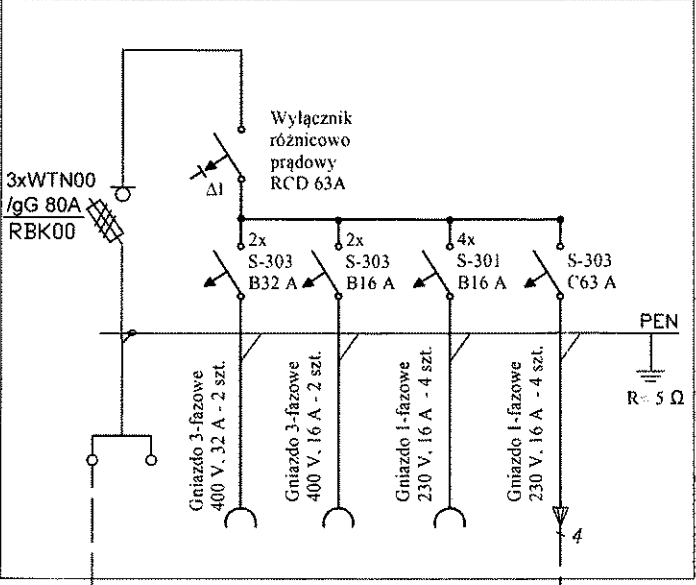 Wyłącznik
różnicowo
prądowy
RCD 63A
ΔI
3xWTN00
/gG 80A
RBK00
2x
S-303
B32 A
2x
S-303
B16 A
4x
S-301
B16 A
S-303
C63 A
PEN
R= 5 Ω
Gniazdo 3-fazowe
400 V. 32 A - 2 szt.
Gniazdo 3-fazowe
400 V. 16 A - 2 szt.
Gniazdo 1-fazowe
230 V, 16 A - 4 szt.
Gniazdo 1-fazowe
230 V. 16 A - 4 szt.
4